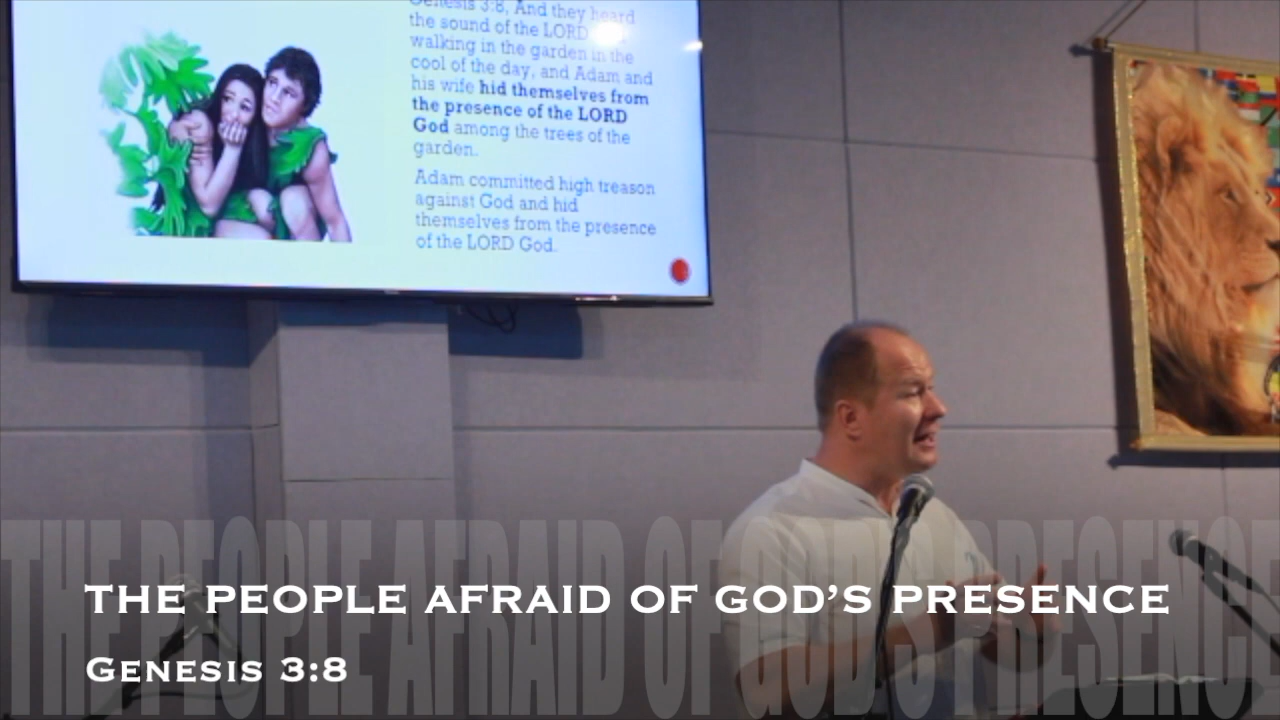 Genesis 3:8, And they heard
the sound of the LORD
walking in the garden in the
cool of the day, and Adam and
his wife hid themselves from
the presence of the LORD
God among the trees of the
garden.
Adam committed high treason
against God and hid
themselves from the presence
of the LORD God.
THE PEOPLE AFRAID OF GOD'S PRESENCE
THE PEOPLE AFRAID OF GOD’S PRESENCE
GENESIS 3:8